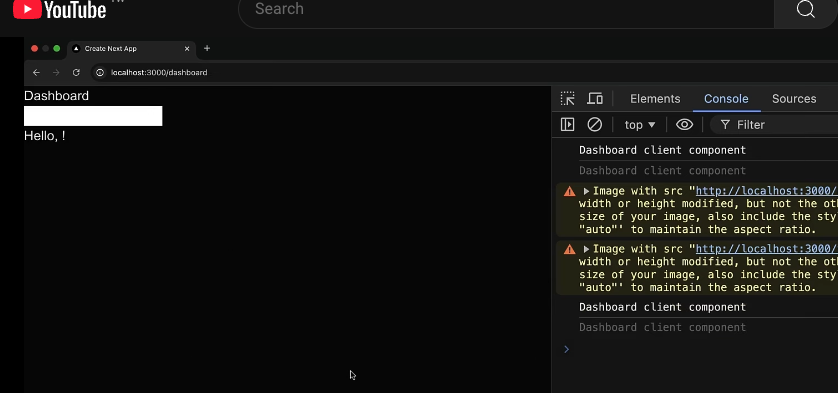 YouTube
Search
Create Next App
localhost:3000/dashboard
Dashboard
Hello, !
Elements Console Sources
top Filter
Dashboard client component
Dashboard client component
Image with src "http://localhost:3000/
width or height modified, but not the
size of your image, also include the
"auto"' to maintain the aspect ratio.
Image with src "http://localhost:3000/
width or height modified, but not the
size of your image, also include the
"auto"' to maintain the aspect ratio.
Dashboard client component
Dashboard client component